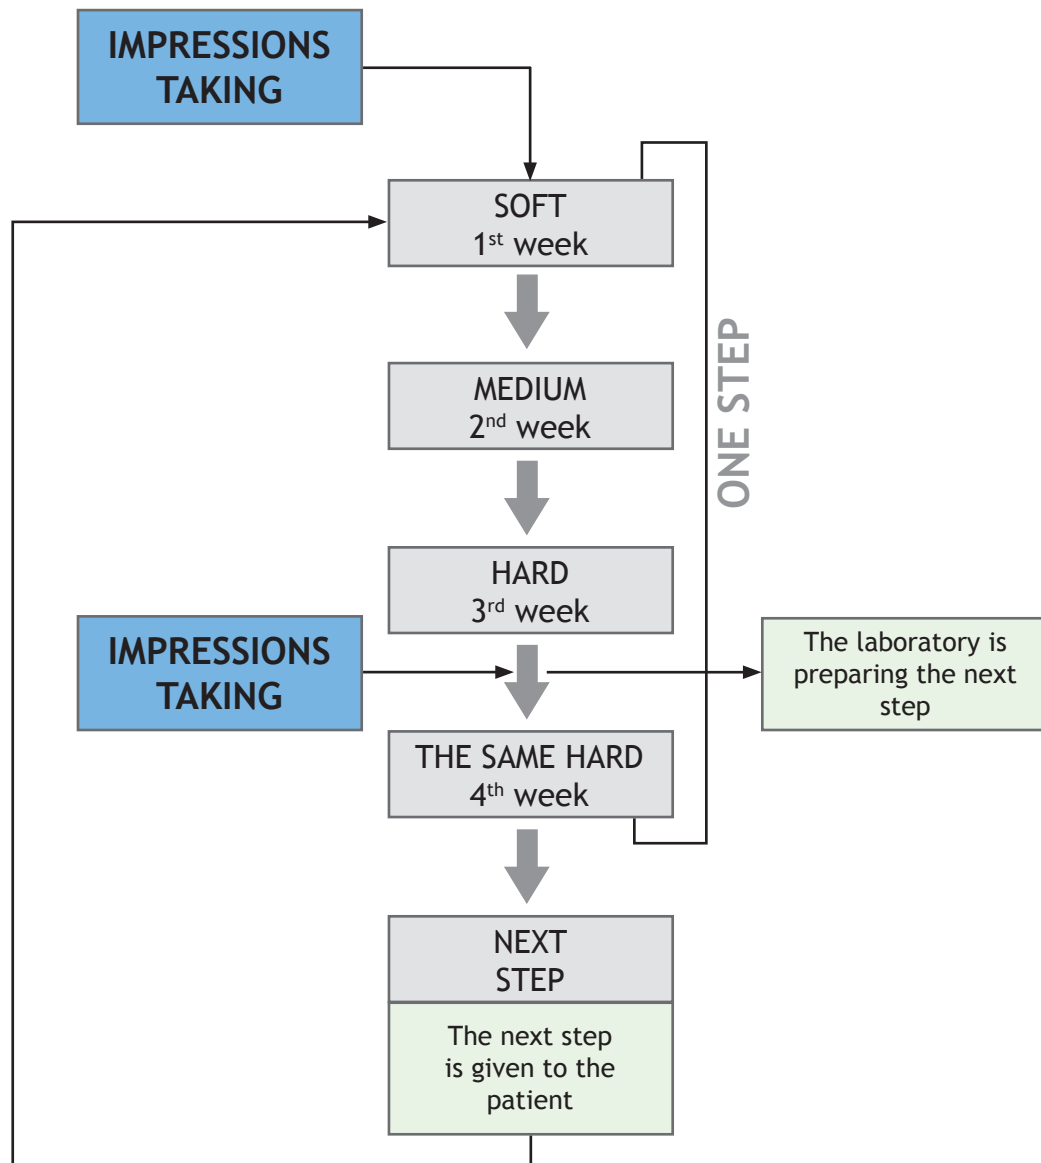 IMPRESSIONS
TAKING
SOFT
1st week
MEDIUM
2nd week
ONE STEP
HARD
3rd week
IMPRESSIONS
TAKING
The laboratory is
preparing the next
step
THE SAME HARD
4th week
NEXT
STEP
The next step
is given to the
patient